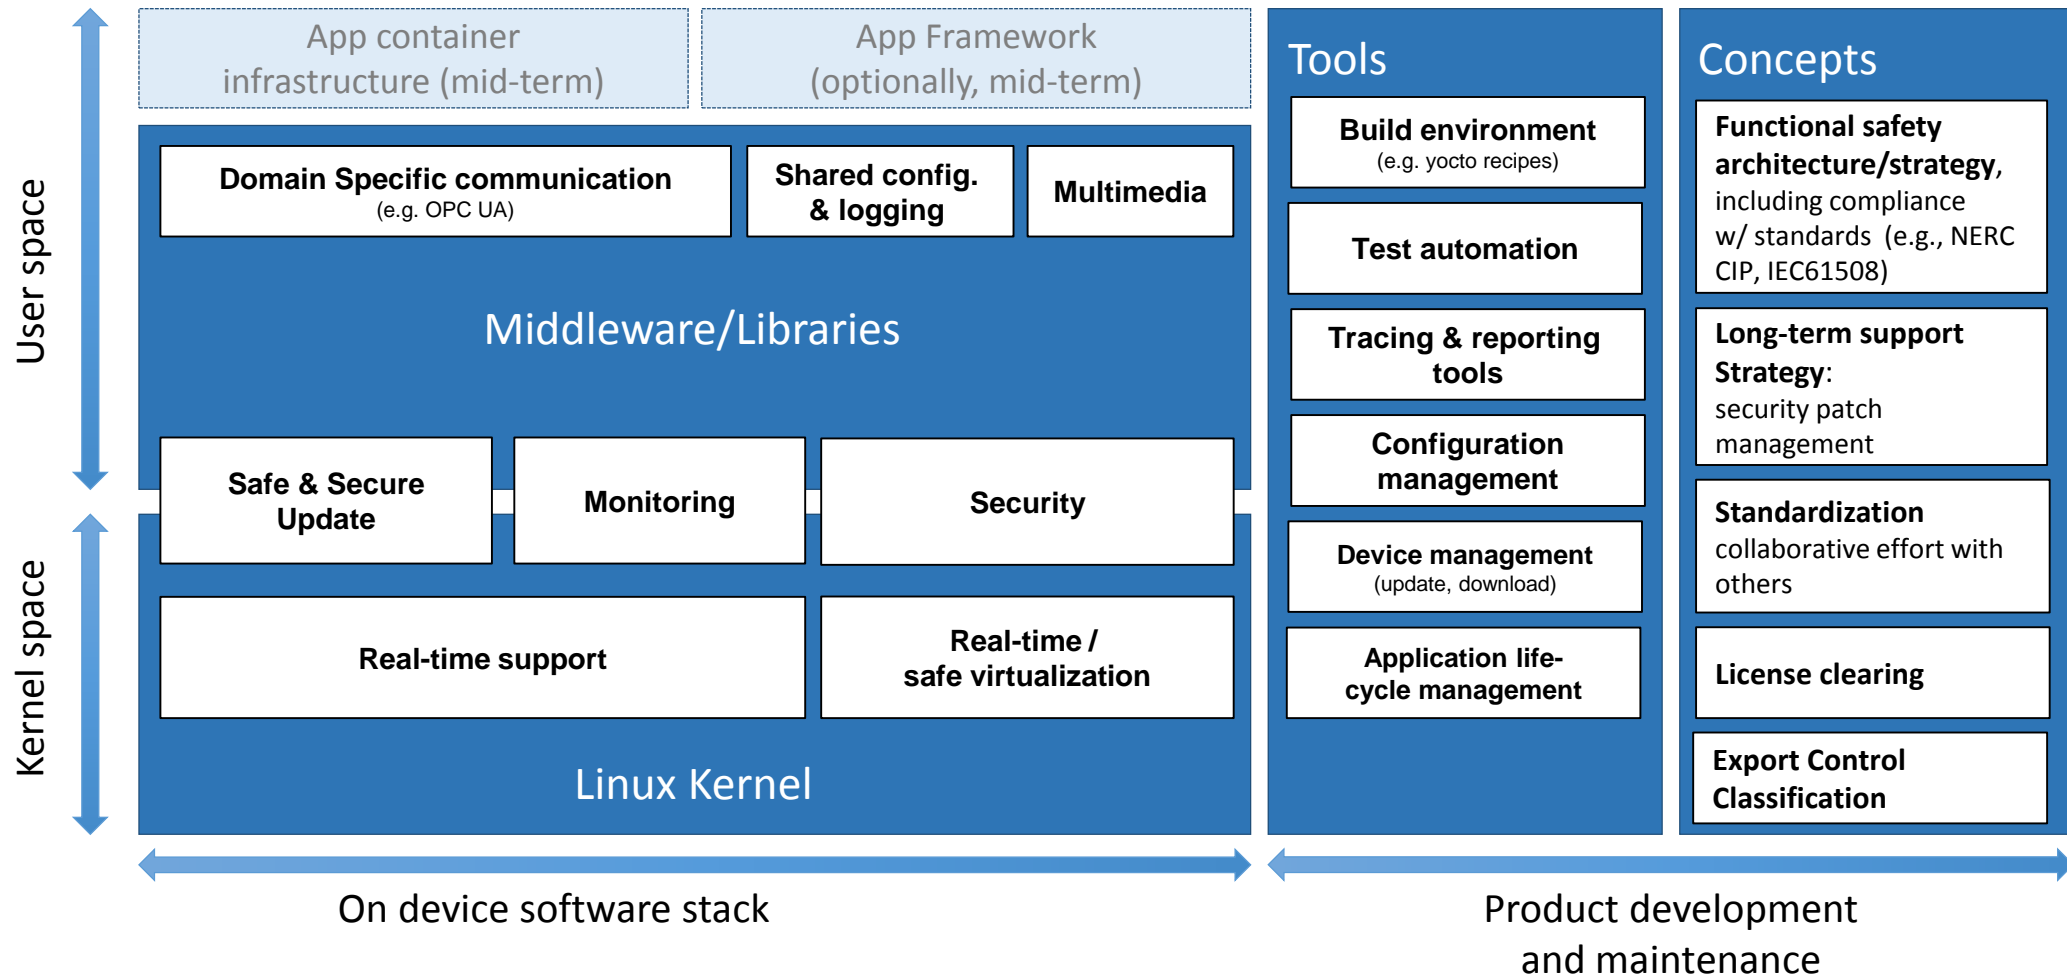 User space
Kernel space
App container
infrastructure (mid-term)
App Framework
(optionally, mid-term)
Domain Specific communication
(e.g. OPC UA)
Shared config.
& logging
Multimedia
Middleware/Libraries
Safe & Secure
Update
Monitoring
Security
Real-time support
Real-time /
safe virtualization
Linux Kernel
On device software stack
Tools
Build environment
(e.g. yocto recipes)
Test automation
Tracing & reporting
tools
Configuration
management
Device management
(update, download)
Application life-
cycle management
Concepts
Functional safety
architecture/strategy,
including compliance
w/ standards (e.g., NERC
CIP, IEC61508)
Long-term support
Strategy:
security patch
management
Standardization
collaborative effort with
others
License clearing
Export Control
Classification
Product development
and maintenance